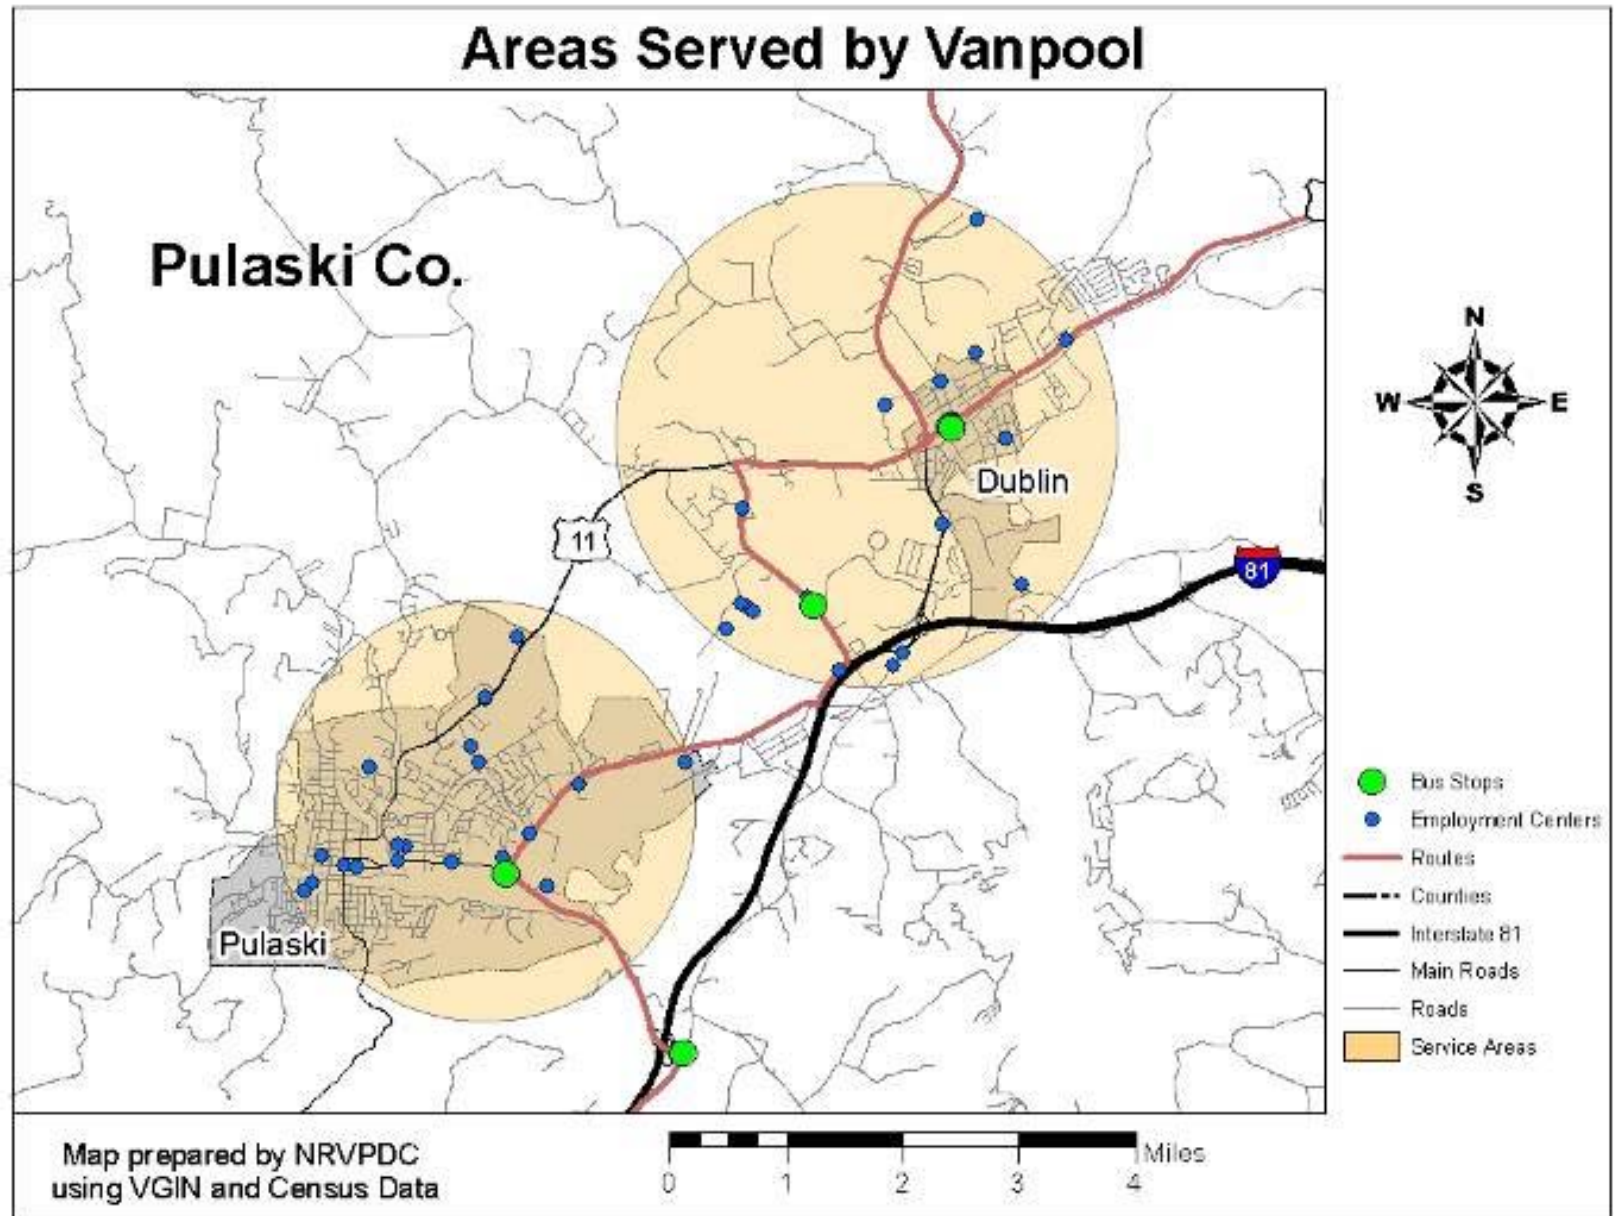 Areas Served by Vanpool
Pulaski Co.
N
W
E
S
Dublin
11
81
Pulaski
Bus Stops
Employment Centers
Routes
Counties
Interstate 81
Main Roads
Roads
Service Areas
Map prepared by NRVPDC
using VGIN and Census Data
Miles
0 1 2 3 4